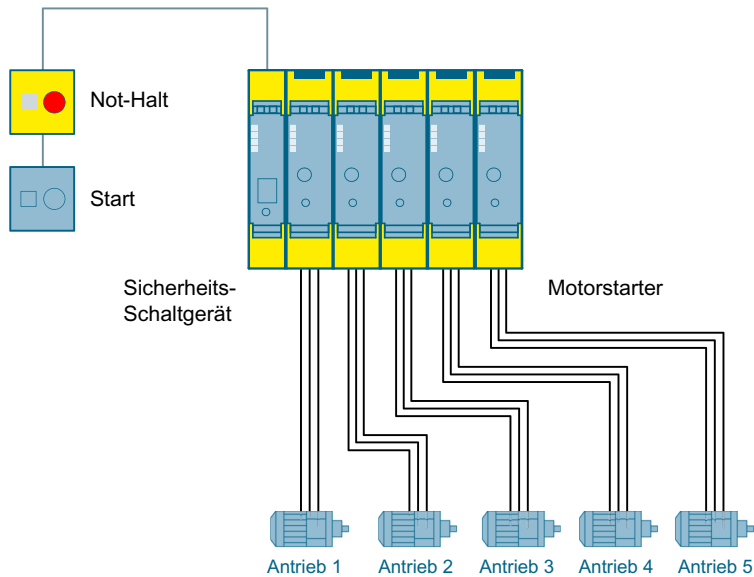 Not-Halt
Start
Sicherheits-
Schaltgerät
Motorstarter
Antrieb 1
Antrieb 2
Antrieb 3
Antrieb 4
Antrieb 5